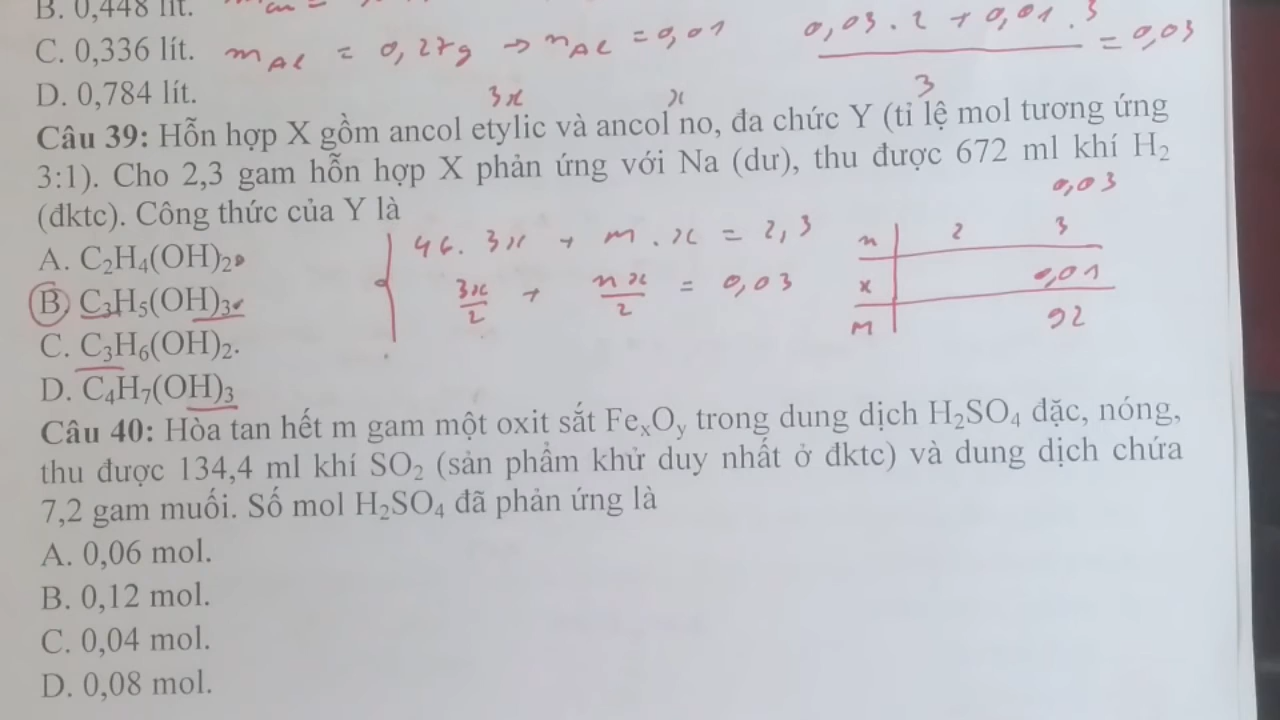 B. 0,448 lít.
C. 0,336 lít. m AL = 0,27g → n AL = 0,01
0,03 . 2 + 0,01 . 3 = 0,03
3
D. 0,784 lít.
3x x
Câu 39: Hỗn hợp X gồm ancol etylic và ancol no, đa chức Y (tỉ lệ mol tương ứng
3:1). Cho 2,3 gam hỗn hợp X phản ứng với Na (dư), thu được 672 ml khí H₂
0,03
(đktc). Công thức của Y là
A. C₂H₄(OH)₂.
B. C₃H₅(OH)₃.
C. C₃H₆(OH)₂.
D. C₄H₇(OH)₃
46. 3x + M . x = 2,3
3x/2 + nx/2 = 0,03
n 2 3
x 0,01
M 92
Câu 40: Hòa tan hết m gam một oxit sắt FeₓOᵧ trong dung dịch H₂SO₄ đặc, nóng,
thu được 134,4 ml khí SO₂ (sản phẩm khử duy nhất ở đktc) và dung dịch chứa
7,2 gam muối. Số mol H₂SO₄ đã phản ứng là
A. 0,06 mol.
B. 0,12 mol.
C. 0,04 mol.
D. 0,08 mol.